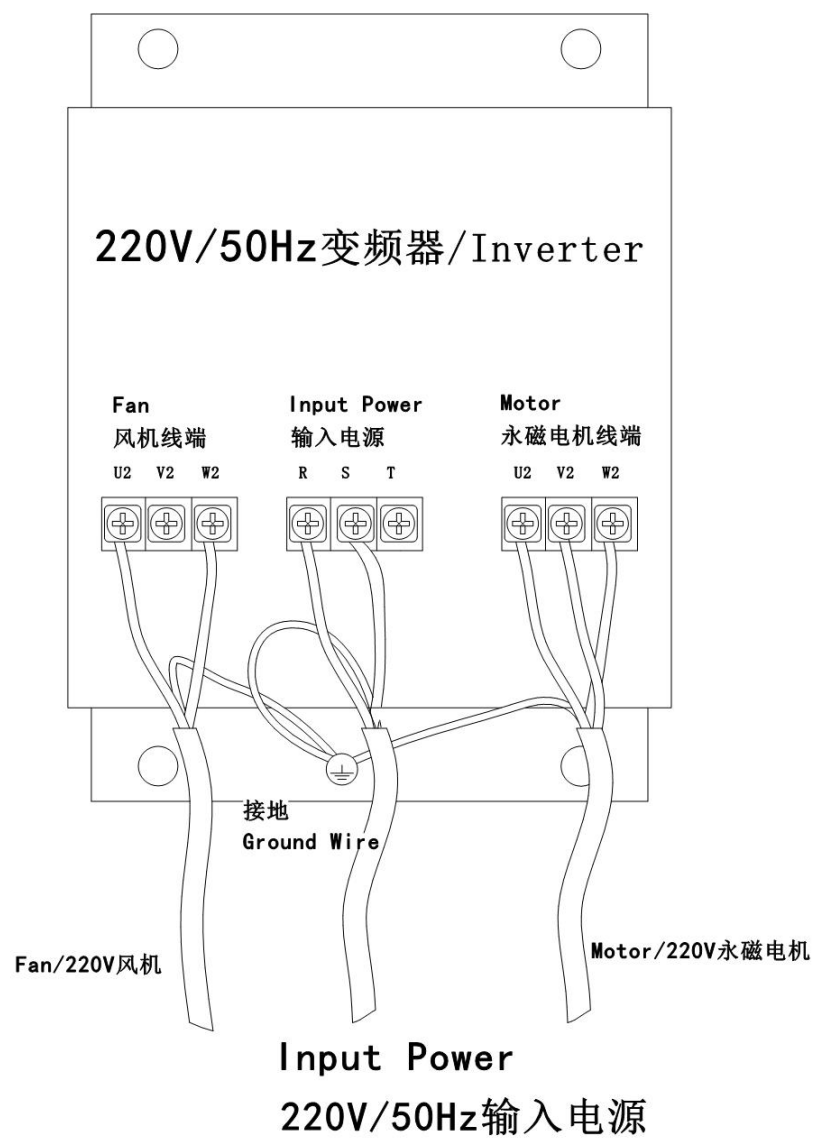 220V/50Hz变频器/Inverter
Fan
风机线端
U2 V2 W2
Input Power
输入电源
R S T
Motor
永磁电机线端
U2 V2 W2
接地
Ground Wire
Fan/220V风机
Motor/220V永磁电机
Input Power
220V/50Hz输入电源